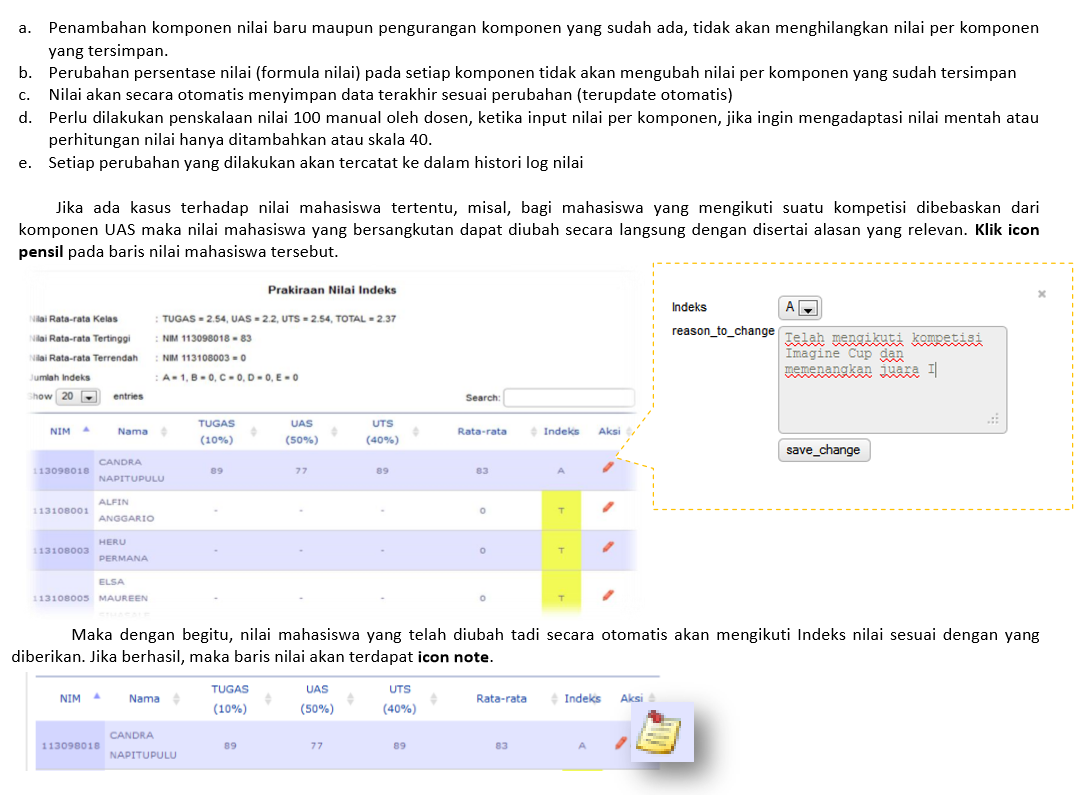 a. Penambahan komponen nilai baru maupun pengurangan komponen yang sudah ada, tidak akan menghilangkan nilai per komponen
yang tersimpan.
b. Perubahan persentase nilai (formula nilai) pada setiap komponen tidak akan mengubah nilai per komponen yang sudah tersimpan
c. Nilai akan secara otomatis menyimpan data terakhir sesuai perubahan (terupdate otomatis)
d. Perlu dilakukan penskalaan nilai 100 manual oleh dosen, ketika input nilai per komponen, jika ingin mengadaptasi nilai mentah atau
perhitungan nilai hanya ditambahkan atau skala 40.
e. Setiap perubahan yang dilakukan akan tercatat ke dalam histori log nilai
Jika ada kasus terhadap nilai mahasiswa tertentu, misal, bagi mahasiswa yang mengikuti suatu kompetisi dibebaskan dari
komponen UAS maka nilai mahasiswa yang bersangkutan dapat diubah secara langsung dengan disertai alasan yang relevan. Klik icon
pensil pada baris nilai mahasiswa tersebut.
Prakiraan Nilai Indeks
Nilai Rata-rata Kelas : TUGAS = 2.54, UAS = 2.2, UTS = 2.54, TOTAL = 2.37
Nilai Rata-rata Tertinggi : NIM 113098018 = 83
Nilai Rata-rata Terrendah : NIM 113108003 = 0
Jumlah Indeks : A = 1, B = 0, C = 0, D = 0, E = 0
Show 20 entries Search:
NIM Nama TUGAS (10%) UAS (50%) UTS (40%) Rata-rata Indeks Aksi
113098018 CANDRA NAPITUPULU 89 77 89 83 A
113108001 ALFIN ANGGARIO - - - 0 T
113108003 HERU PERMANA - - - 0 T
113108005 ELSA MAUREEN - - - 0 T
x
Indeks A
reason_to_change Telah mengikuti kompetisi
Imagine Cup dan
memenangkan juara I
save_change
Maka dengan begitu, nilai mahasiswa yang telah diubah tadi secara otomatis akan mengikuti Indeks nilai sesuai dengan yang
diberikan. Jika berhasil, maka baris nilai akan terdapat icon note.
NIM Nama TUGAS (10%) UAS (50%) UTS (40%) Rata-rata Indeks Aksi
113098018 CANDRA NAPITUPULU 89 77 89 83 A